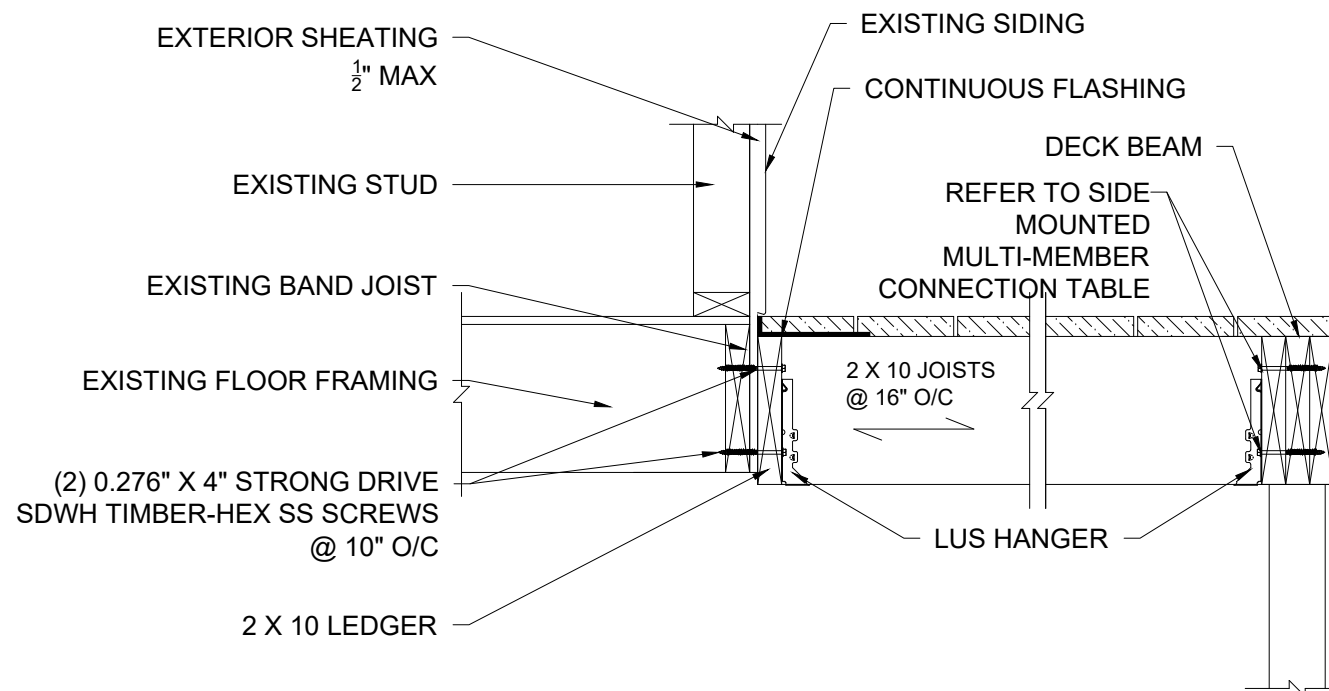 EXTERIOR SHEATING
1/2" MAX
EXISTING STUD
EXISTING BAND JOIST
EXISTING FLOOR FRAMING
(2) 0.276" X 4" STRONG DRIVE
SDWH TIMBER-HEX SS SCREWS
@ 10" O/C
2 X 10 LEDGER
EXISTING SIDING
CONTINUOUS FLASHING
DECK BEAM
REFER TO SIDE
MOUNTED
MULTI-MEMBER
CONNECTION TABLE
2 X 10 JOISTS
@ 16" O/C
LUS HANGER